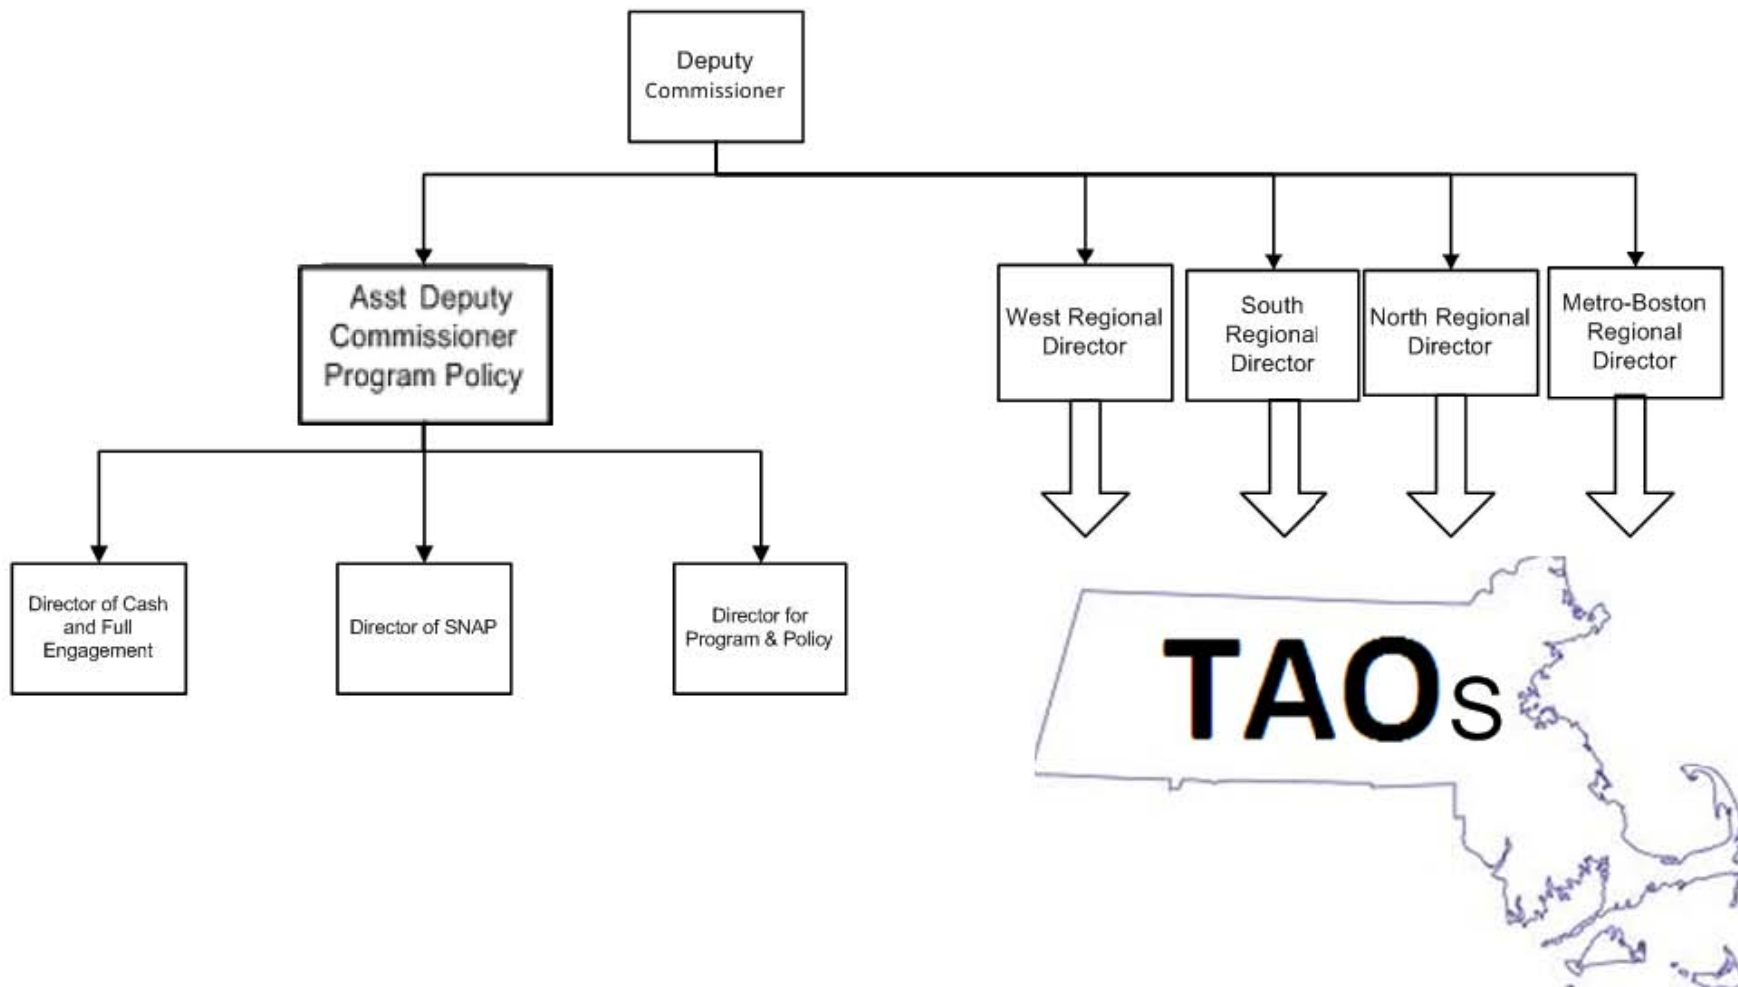 Deputy
Commissioner
Asst Deputy
Commissioner
Program Policy
West Regional
Director
South
Regional
Director
North Regional
Director
Metro-Boston
Regional
Director
Director of Cash
and Full
Engagement
Director of SNAP
Director for
Program & Policy
TAOs